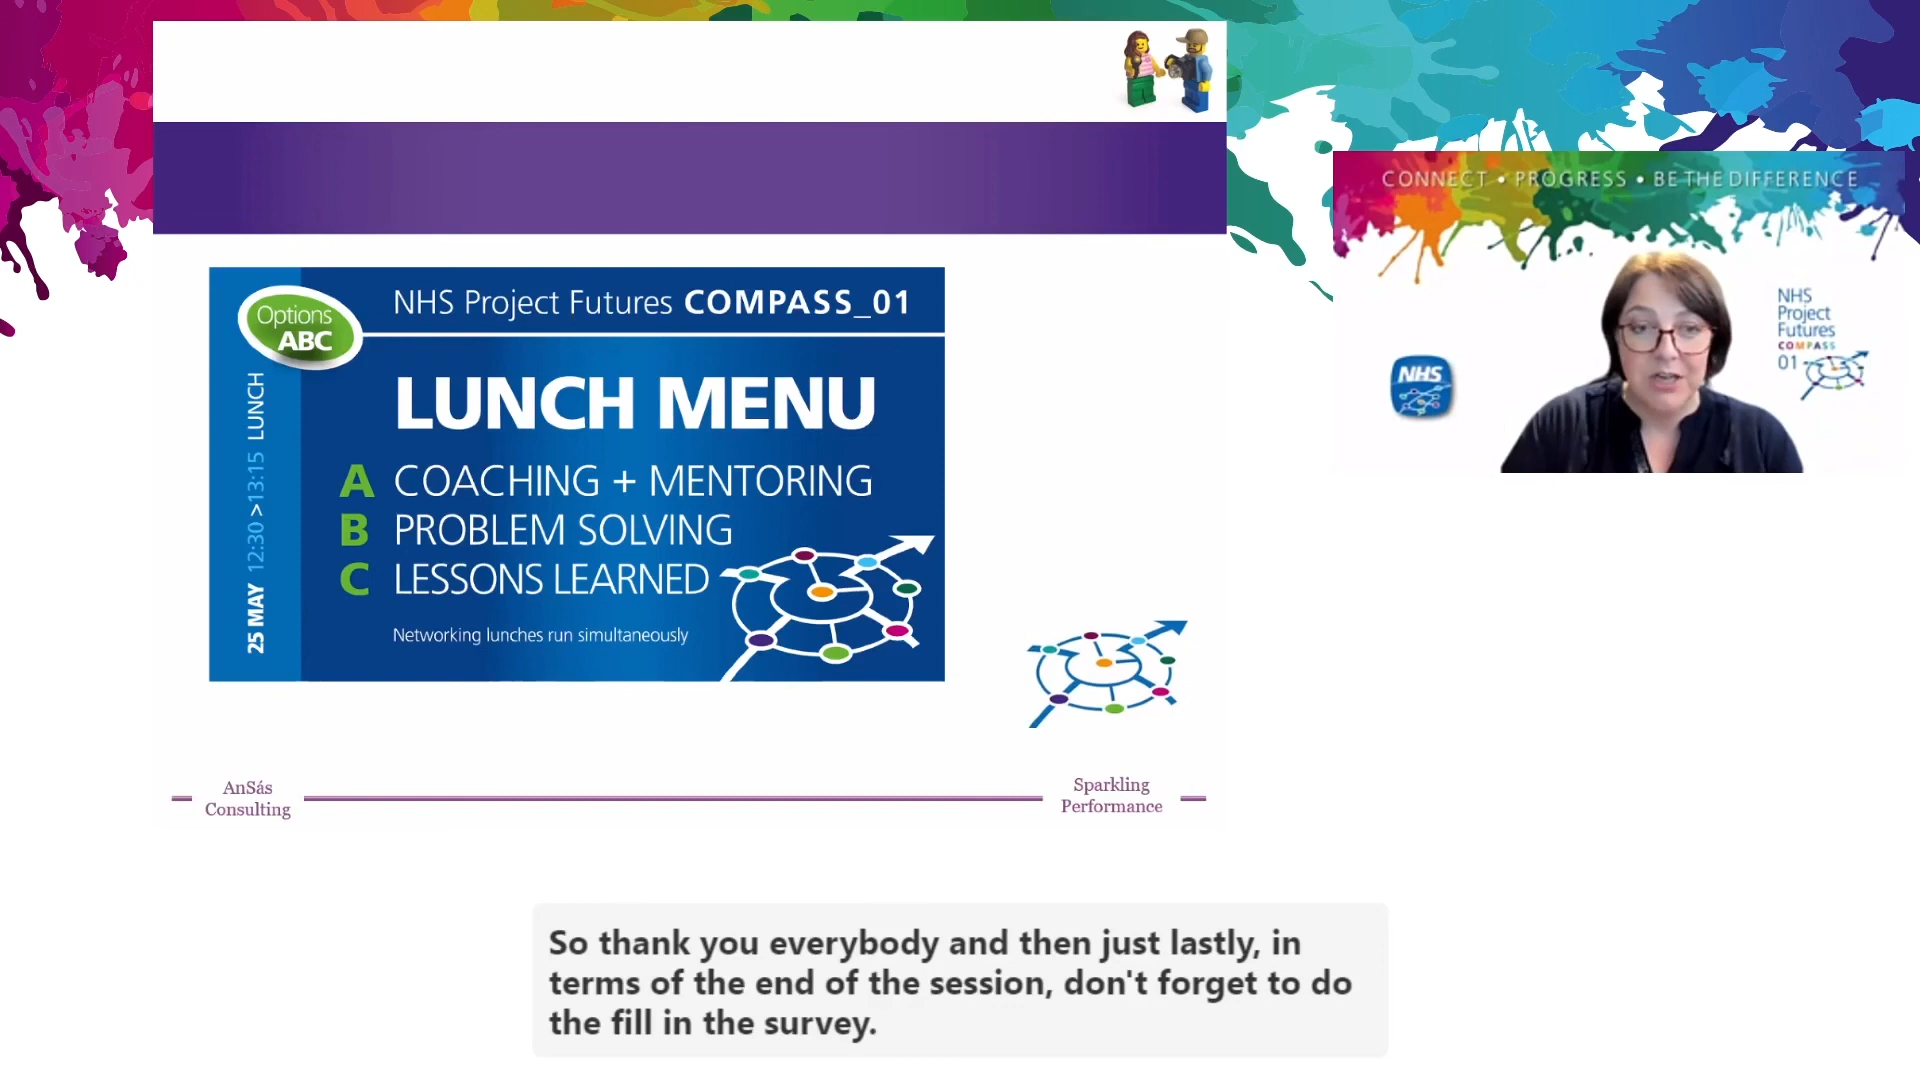 NHS Project Futures COMPASS_01
Options
ABC
25 MAY 12:30 >13:15 LUNCH
LUNCH MENU
A COACHING + MENTORING
B PROBLEM SOLVING
C LESSONS LEARNED
Networking lunches run simultaneously
AnSás
Consulting
Sparkling
Performance
CONNECT • PROGRESS • BE THE DIFFERENCE
NHS
NHS
Project
Futures
COMPASS
01
So thank you everybody and then just lastly, in
terms of the end of the session, don't forget to do
the fill in the survey.